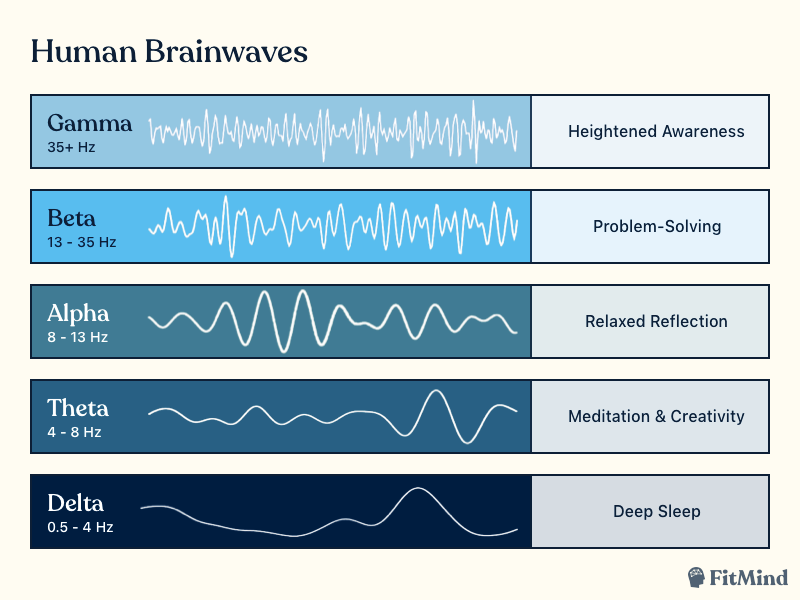 Human Brainwaves
Gamma
35+ Hz
Heightened Awareness
Beta
13 - 35 Hz
Problem-Solving
Alpha
8 - 13 Hz
Relaxed Reflection
Theta
4 - 8 Hz
Meditation & Creativity
Delta
0.5 - 4 Hz
Deep Sleep
FitMind